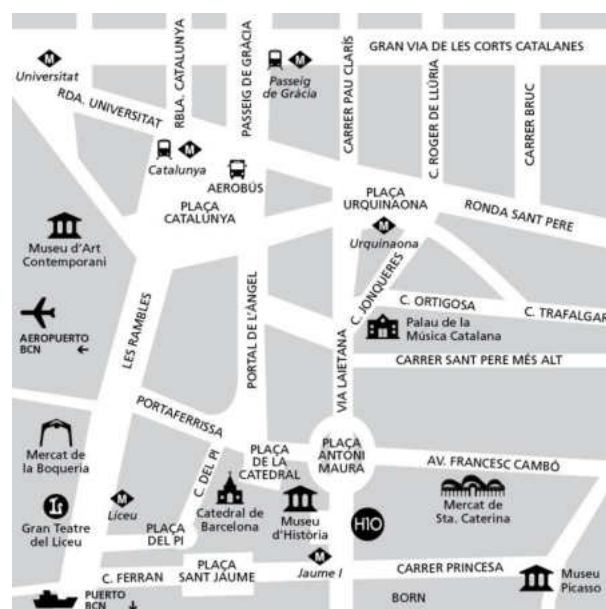 GRAN VIA DE LES CORTS CATALANES
M
Universitat
RDA. UNIVERSITAT
RBLA. CATALUNYA
PASSEIG DE GRÀCIA
M
Passeig
de Gràcia
CARRER PAU CLARÍS
C. ROGER DE LLÚRIA
CARRER BRUC
M
Catalunya
AEROBÚS
PLAÇA
CATALUNYA
PLAÇA
URQUINAONA
RONDA SANT PERE
M
Urquinaona
Museu d'Art
Contemporani
C. JONQUERES
C. ORTIGOSA
C. TRAFALGAR
AEROPUERTO
BCN ←
LES RAMBLES
PORTAL DE L'ÀNGEL
VIA LAIETANA
Palau de la
Música Catalana
CARRER SANT PERE MÉS ALT
PORTAFERRISSA
Mercat de
la Boqueria
C. DEL PI
PLAÇA
DE LA
CATEDRAL
PLAÇA
ANTONI
MAURA
AV. FRANCESC CAMBÓ
Gran Teatre
del Liceu
M
Liceu
PLAÇA
DEL PI
Catedral de
Barcelona
Museu
d'Història
H10
Mercat de
Sta. Caterina
C. FERRAN
PLAÇA
SANT JAUME
M
Jaume I
CARRER PRINCESA
Museu
Picasso
PUERTO
BCN ↓
BORN